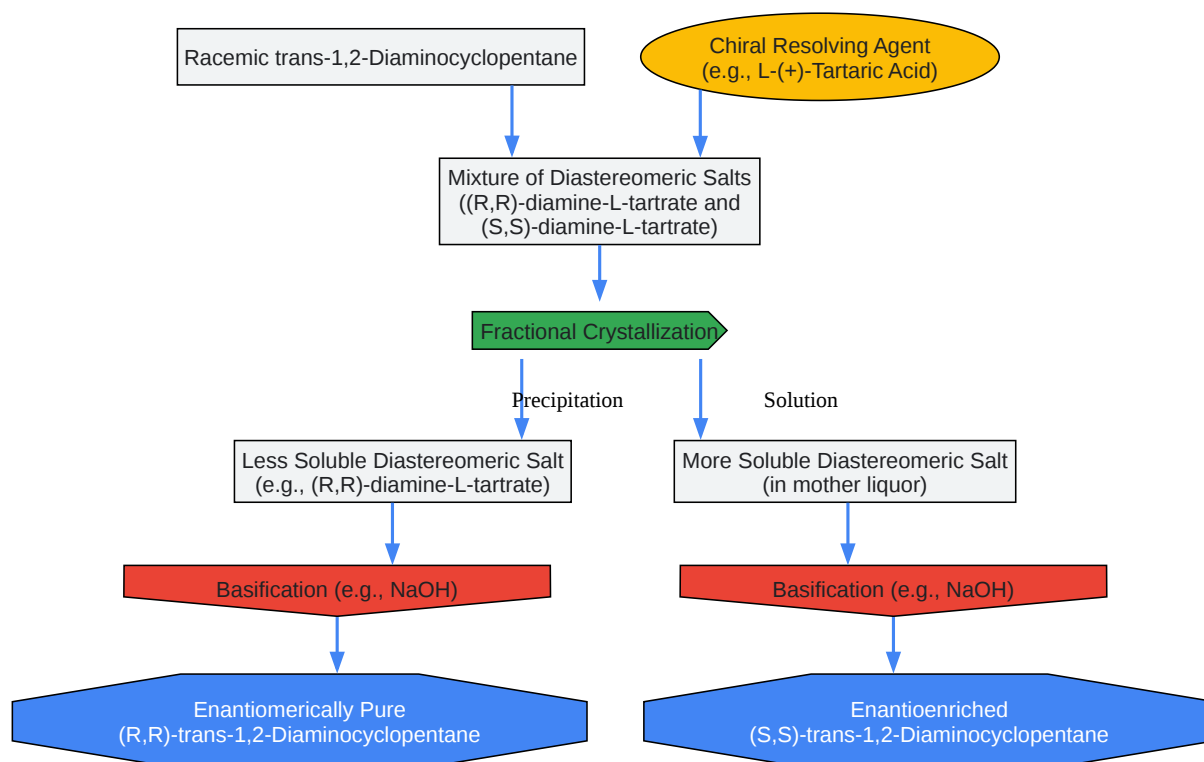 Racemic trans-1,2-Diaminocyclopentane
Chiral Resolving Agent
(e.g., L-(+)-Tartaric Acid)
Mixture of Diastereomeric Salts
((R,R)-diamine-L-tartrate and
(S,S)-diamine-L-tartrate)
Fractional Crystallization
Precipitation
Solution
Less Soluble Diastereomeric Salt
(e.g., (R,R)-diamine-L-tartrate)
More Soluble Diastereomeric Salt
(in mother liquor)
Basification (e.g., NaOH)
Basification (e.g., NaOH)
Enantiomerically Pure
(R,R)-trans-1,2-Diaminocyclopentane
Enantioenriched
(S,S)-trans-1,2-Diaminocyclopentane